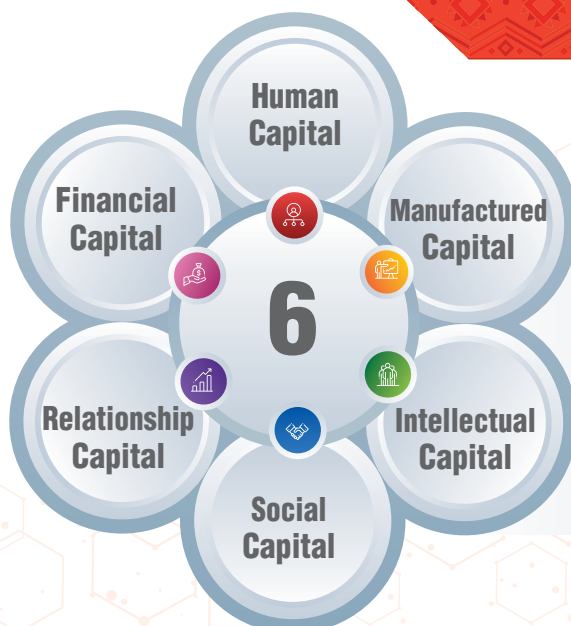 Human
Capital
Financial
Capital
Manufactured
Capital
6
Relationship
Capital
Intellectual
Capital
Social
Capital